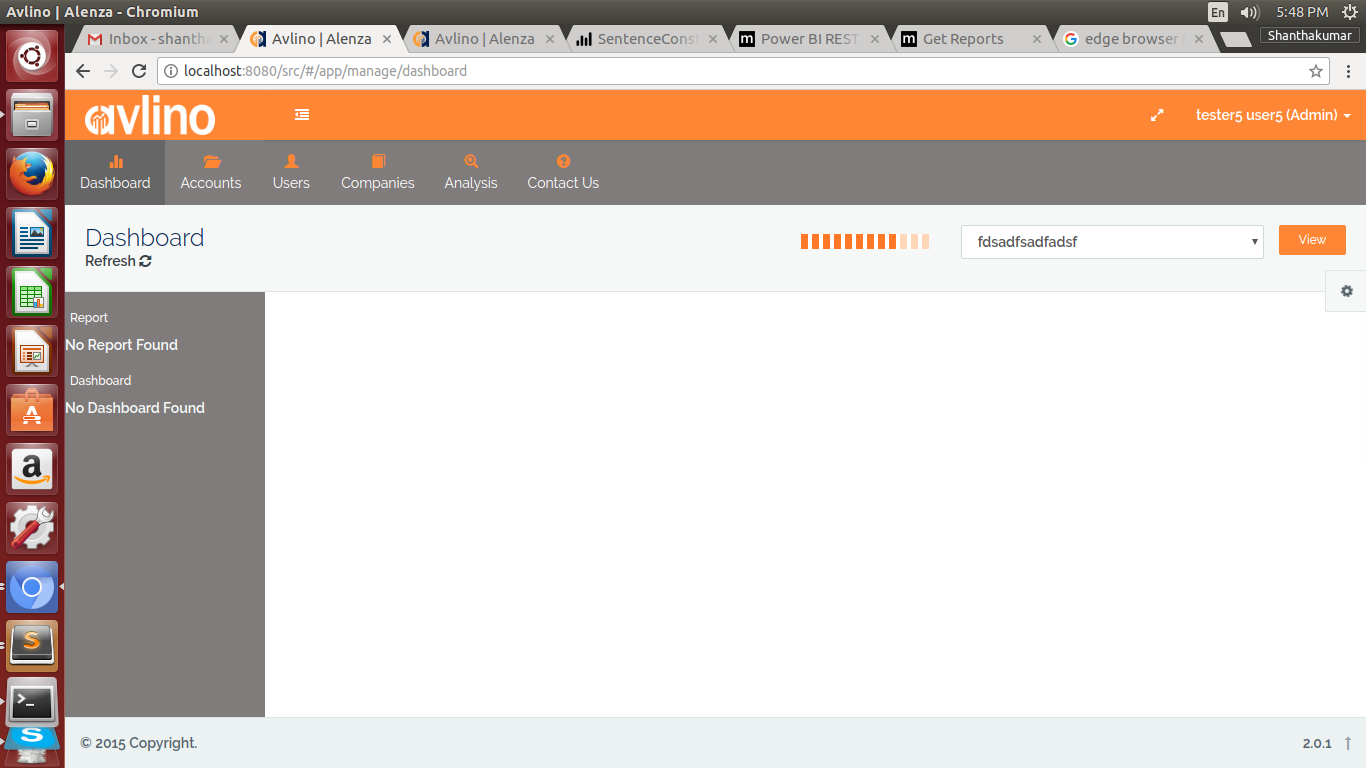 Avlino | Alenza - Chromium
En
5:48 PM
Inbox - shantha
Avlino | Alenza
Avlino | Alenza
SentenceConst
Power BI REST
Get Reports
edge browser
Shanthakumar
localhost:8080/src/#/app/manage/dashboard
avlino
tester5 user5 (Admin)
Dashboard
Accounts
Users
Companies
Analysis
Contact Us
Dashboard
fdsadfsadfadsf
View
Refresh
Report
No Report Found
Dashboard
No Dashboard Found
© 2015 Copyright.
2.0.1